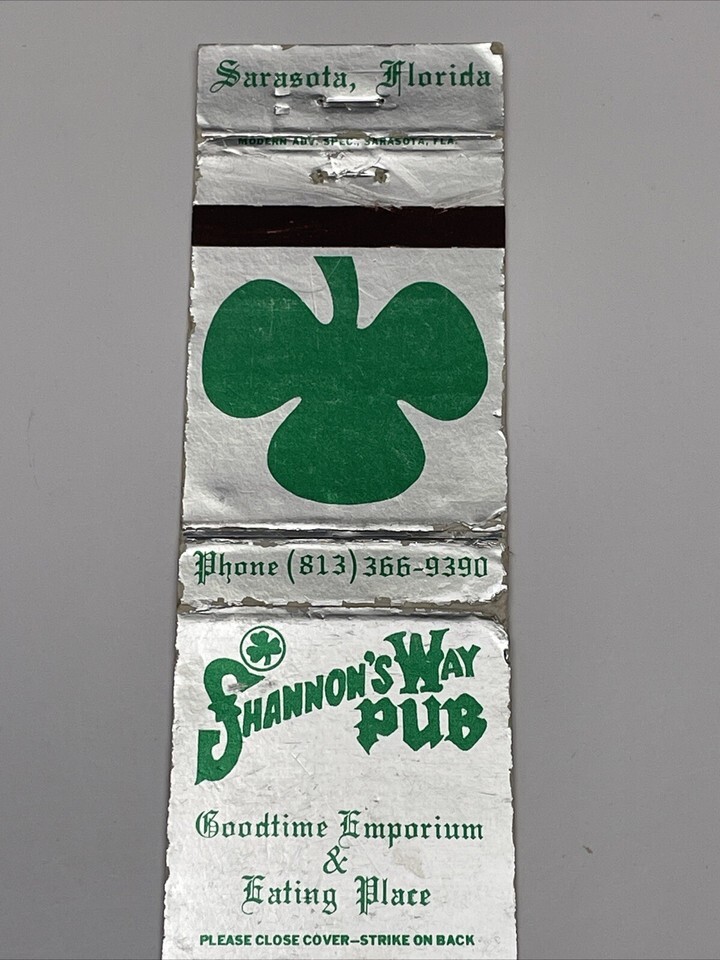 Sarasota, Florida
MODERN ADV. SPEC., SARASOTA, FLA.
Phone (813) 366-9390
SHANNON'S WAY
PUB
Goodtime Emporium
&
Eating Place
PLEASE CLOSE COVER—STRIKE ON BACK